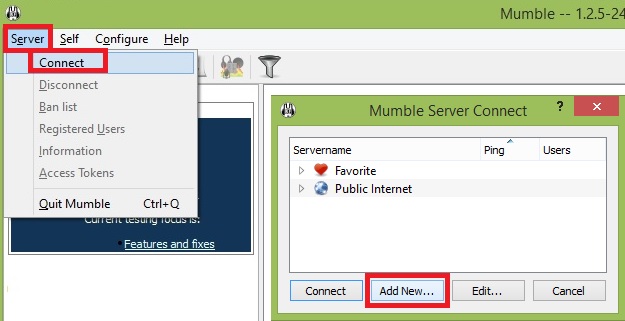 Mumble -- 1.2.5-24
Server Self Configure Help
Connect
Disconnect
Ban list
Registered Users
Information
Access Tokens
Quit Mumble Ctrl+Q
Current testing focus is:
Features and fixes
Mumble Server Connect
? ×
Servername Ping Users
Favorite
Public Internet
Connect Add New... Edit... Cancel